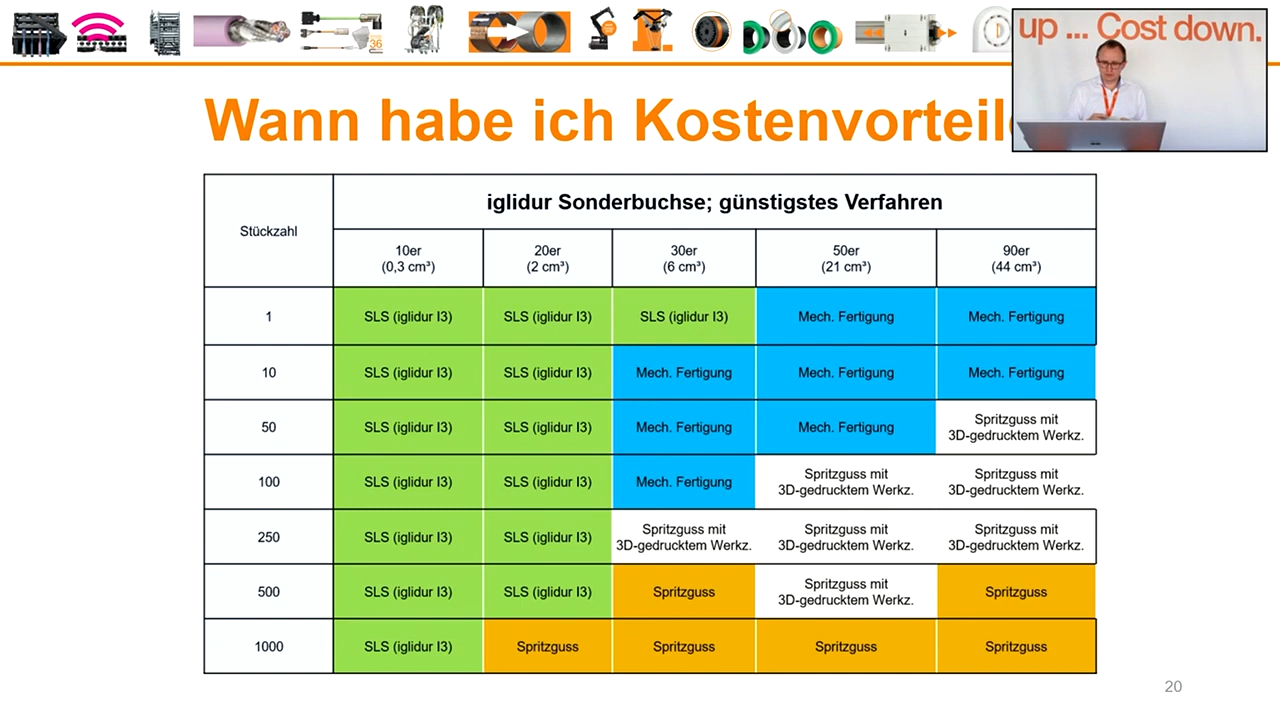 36
up ... Cost down.
Wann habe ich Kostenvorteil
Stückzahl
iglidur Sonderbuchse; günstigstes Verfahren
10er
(0,3 cm³)
20er
(2 cm³)
30er
(6 cm³)
50er
(21 cm³)
90er
(44 cm³)
1
SLS (iglidur I3)
SLS (iglidur I3)
SLS (iglidur I3)
Mech. Fertigung
Mech. Fertigung
10
SLS (iglidur I3)
SLS (iglidur I3)
Mech. Fertigung
Mech. Fertigung
Mech. Fertigung
50
SLS (iglidur I3)
SLS (iglidur I3)
Mech. Fertigung
Mech. Fertigung
Spritzguss mit
3D-gedrucktem Werkz.
100
SLS (iglidur I3)
SLS (iglidur I3)
Mech. Fertigung
Spritzguss mit
3D-gedrucktem Werkz.
Spritzguss mit
3D-gedrucktem Werkz.
250
SLS (iglidur I3)
SLS (iglidur I3)
Spritzguss mit
3D-gedrucktem Werkz.
Spritzguss mit
3D-gedrucktem Werkz.
Spritzguss mit
3D-gedrucktem Werkz.
500
SLS (iglidur I3)
SLS (iglidur I3)
Spritzguss
Spritzguss mit
3D-gedrucktem Werkz.
Spritzguss
1000
SLS (iglidur I3)
Spritzguss
Spritzguss
Spritzguss
Spritzguss
20